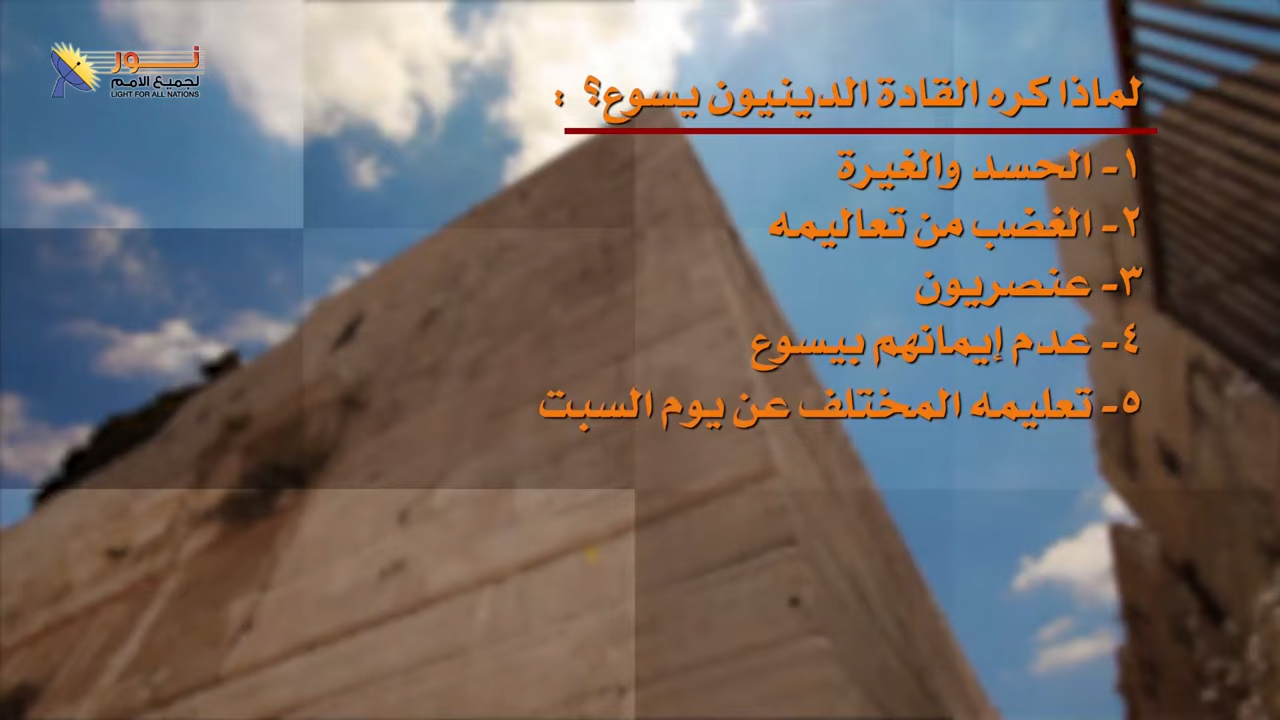 نور
لجميع الامم
LIGHT FOR ALL NATIONS
لماذا كره القادة الدينيون يسوع؟ :
١- الحسد والغيرة
٢- الغضب من تعاليمه
٣- عنصريون
٤- عدم إيمانهم بيسوع
٥- تعليمه المختلف عن يوم السبت